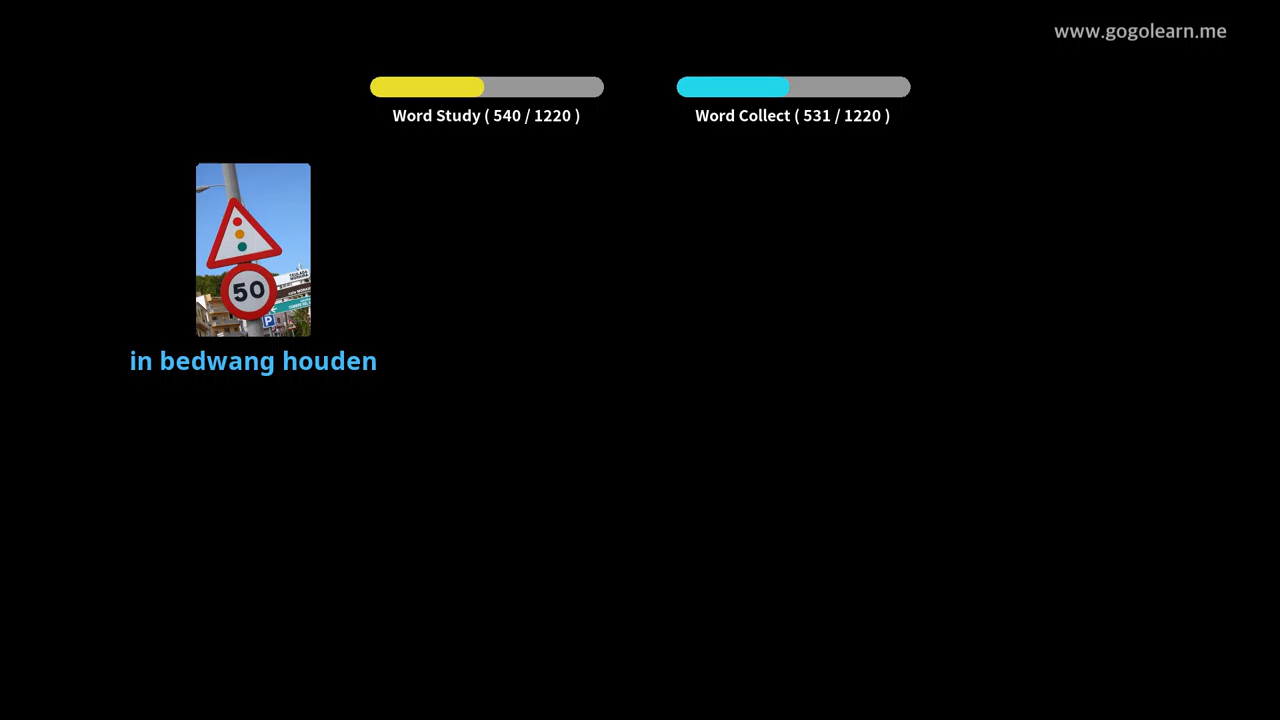 www.gogolearn.me
Word Study ( 540 / 1220 )
Word Collect ( 531 / 1220 )
50
P
in bedwang houden